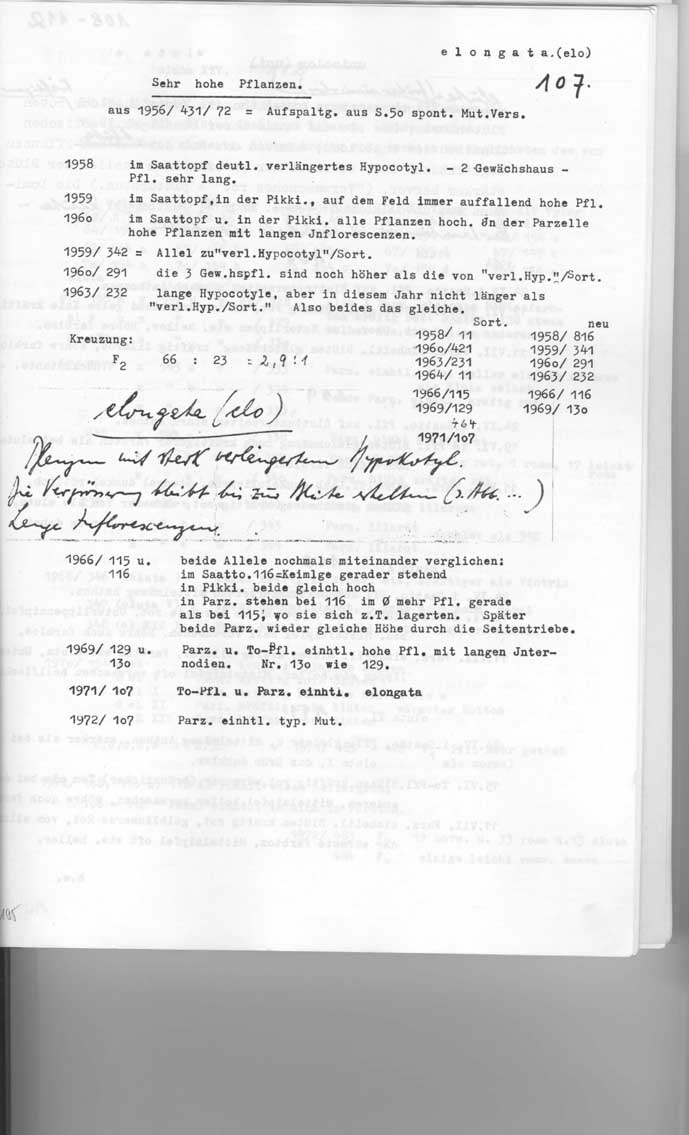 e l o n g a t a.(elo)
107.
Sehr hohe Pflanzen.
aus 1956/ 431/ 72 = Aufspaltg. aus S.5o spont. Mut.Vers.
1958 im Saattopf deutl. verlängertes Hypocotyl. - 2 Gewächshaus -
Pfl. sehr lang.
1959 im Saattopf,in der Pikki., auf dem Feld immer auffallend hohe Pfl.
196o im Saattopf u. in der Pikki. alle Pflanzen hoch. In der Parzelle
hohe Pflanzen mit langen Jnflorescenzen.
1959/ 342 = Allel zu"verl.Hypocotyl"/Sort.
196o/ 291 die 3 Gew.hspfl. sind noch höher als die von "verl.Hyp."/Sort.
1963/ 232 lange Hypocotyle, aber in diesem Jahr nicht länger als
"verl.Hyp./Sort." Also beides das gleiche.
Sort. neu
Kreuzung: 1958/ 11 1958/ 816
196o/421 1959/ 341
F2 66 : 23 = 2,9 : 1 1963/231 196o/ 291
1964/ 11 1963/ 232
1966/115 1966/ 116
1969/129 1969/ 13o
464
1971/1o7
elongata (elo)
Pflanzen mit stark verlängertem Hypokotyl.
Die Vergrösserung bleibt bis zur Blüte erhalten (s. Abb. ... )
Lange Infloreszenzen.
1966/ 115 u. beide Allele nochmals miteinander verglichen:
116 im Saatto.116=Keimlge gerader stehend
in Pikki. beide gleich hoch
in Parz. stehen bei 116 im Ø mehr Pfl. gerade
als bei 115; wo sie sich z.T. lagerten. Später
beide Parz. wieder gleiche Höhe durch die Seitentriebe.
1969/ 129 u. Parz. u. To-Pfl. einhtl. hohe Pfl. mit langen Jnter-
13o nodien. Nr. 13o wie 129.
1971/ 1o7 To-Pfl. u. Parz. einhtl. elongata
1972/ 1o7 Parz. einhtl. typ. Mut.
195